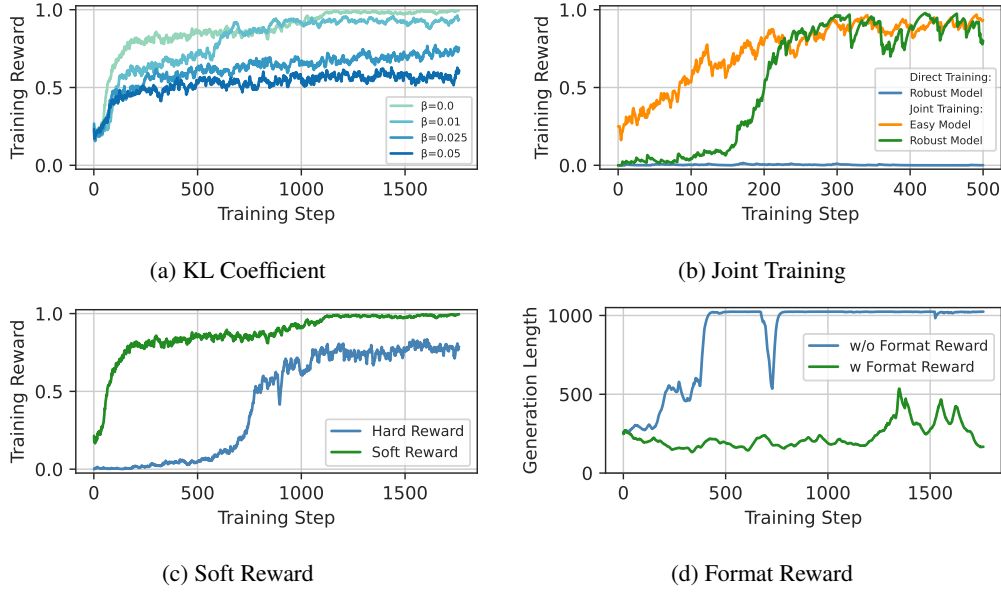 Training Reward
1.0
0.5
0.0
β=0.0
β=0.01
β=0.025
β=0.05
0
500
1000
1500
Training Step
(a) KL Coefficient
Training Reward
1.0
0.5
0.0
Direct Training:
Robust Model
Joint Training:
Easy Model
Robust Model
0
100
200
300
400
500
Training Step
(b) Joint Training
Training Reward
1.0
0.5
0.0
Hard Reward
Soft Reward
0
500
1000
1500
Training Step
(c) Soft Reward
Generation Length
1000
500
0
w/o Format Reward
w Format Reward
0
500
1000
1500
Training Step
(d) Format Reward